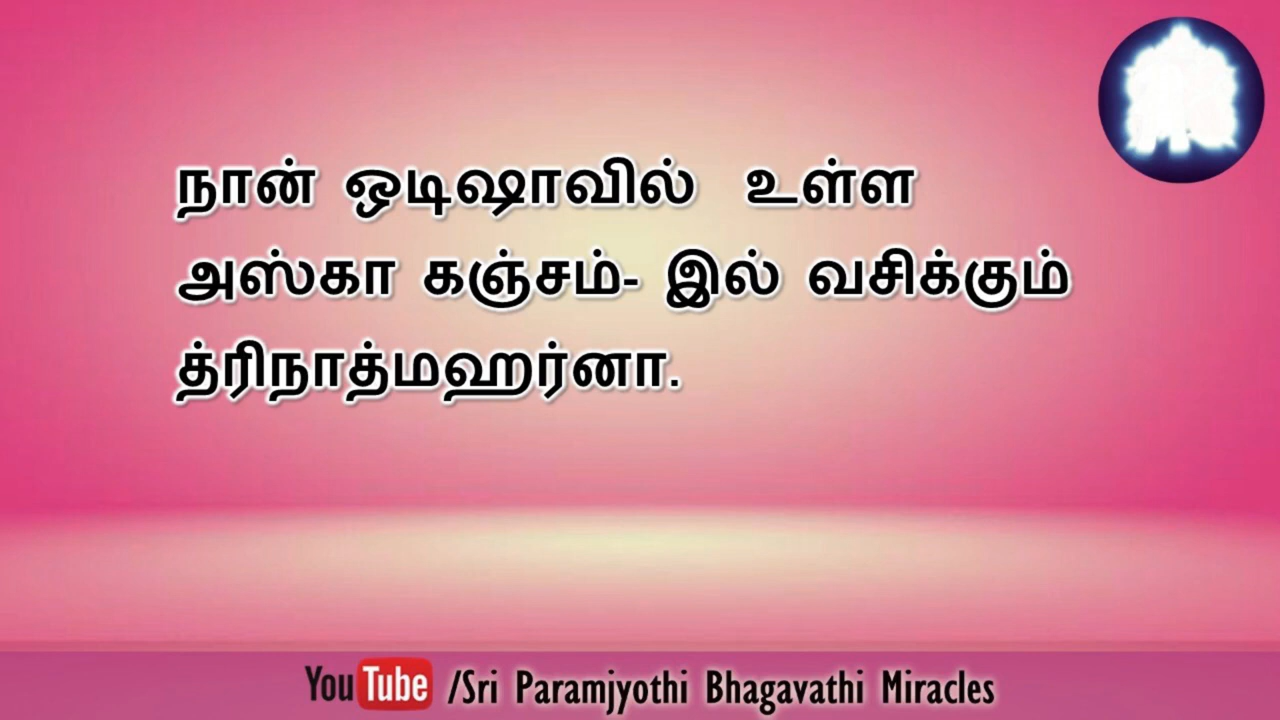 நான் ஒடிஷாவில் உள்ள
அஸ்கா கஞ்சம்- இல் வசிக்கும்
த்ரிநாத்மஹர்னா.
YouTube /Sri Paramjyothi Bhagavathi Miracles